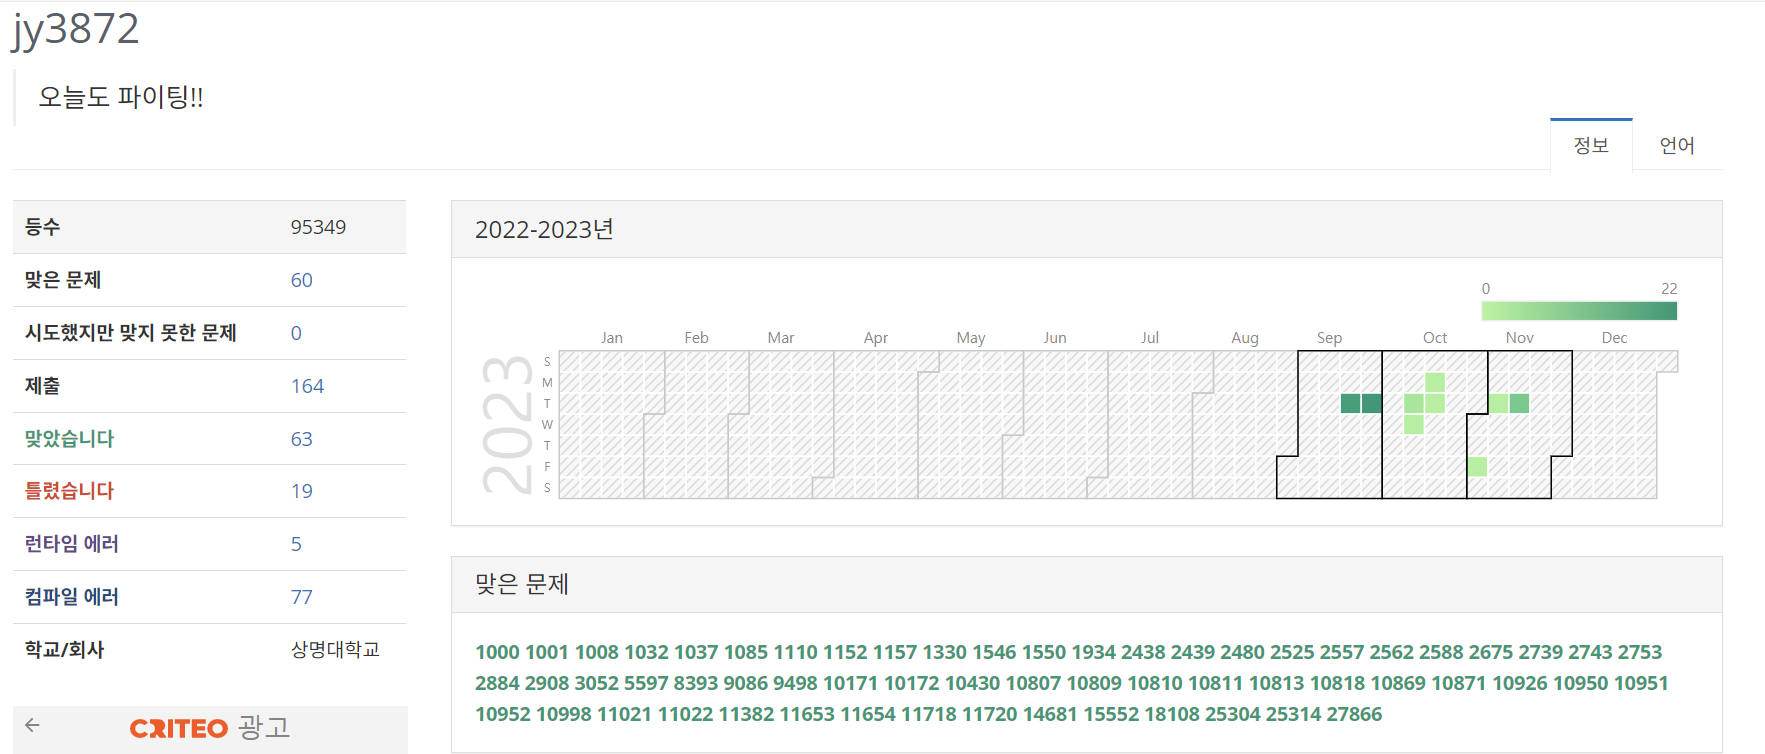 jy3872
오늘도 파이팅!!
정보 언어
등수 95349
맞은 문제 60
시도했지만 맞지 못한 문제 0
제출 164
맞았습니다 63
틀렸습니다 19
런타임 에러 5
컴파일 에러 77
학교/회사 상명대학교
CRITEO 광고
2022-2023년
0 22
Jan Feb Mar Apr May Jun Jul Aug Sep Oct Nov Dec
2023
S
M
T
W
T
F
S
맞은 문제
1000 1001 1008 1032 1037 1085 1110 1152 1157 1330 1546 1550 1934 2438 2439 2480 2525 2557 2562 2588 2675 2739 2743 2753
2884 2908 3052 5597 8393 9086 9498 10171 10172 10430 10807 10809 10810 10811 10813 10818 10869 10871 10926 10950 10951
10952 10998 11021 11022 11382 11653 11654 11718 11720 14681 15552 18108 25304 25314 27866